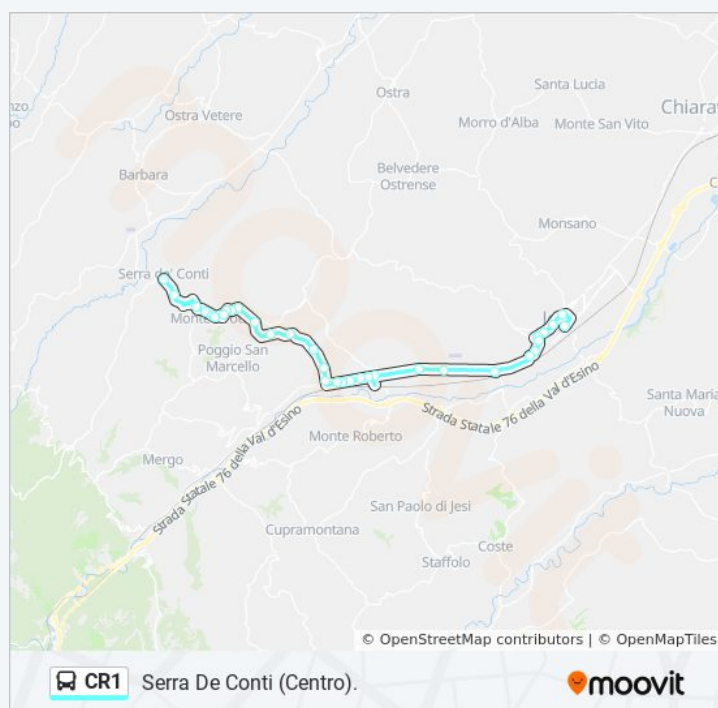 Santa Lucia
Ostra
Chiarav
Ostra Vetere
Morro d'Alba
Monte San Vito
Barbara
Belvedere
Ostrense
Monsano
Serra de' Conti
Poggio San
Marcello
Strada Statale 76 della Val d'Esino
Santa Maria
Nuova
Strada Statale 76 della Val d'Esino
Monte Roberto
Mergo
San Paolo di Jesi
Cupramontana
Coste
Staffolo
© OpenStreetMap contributors | © OpenMapTiles
CR1 Serra De Conti (Centro). moovit